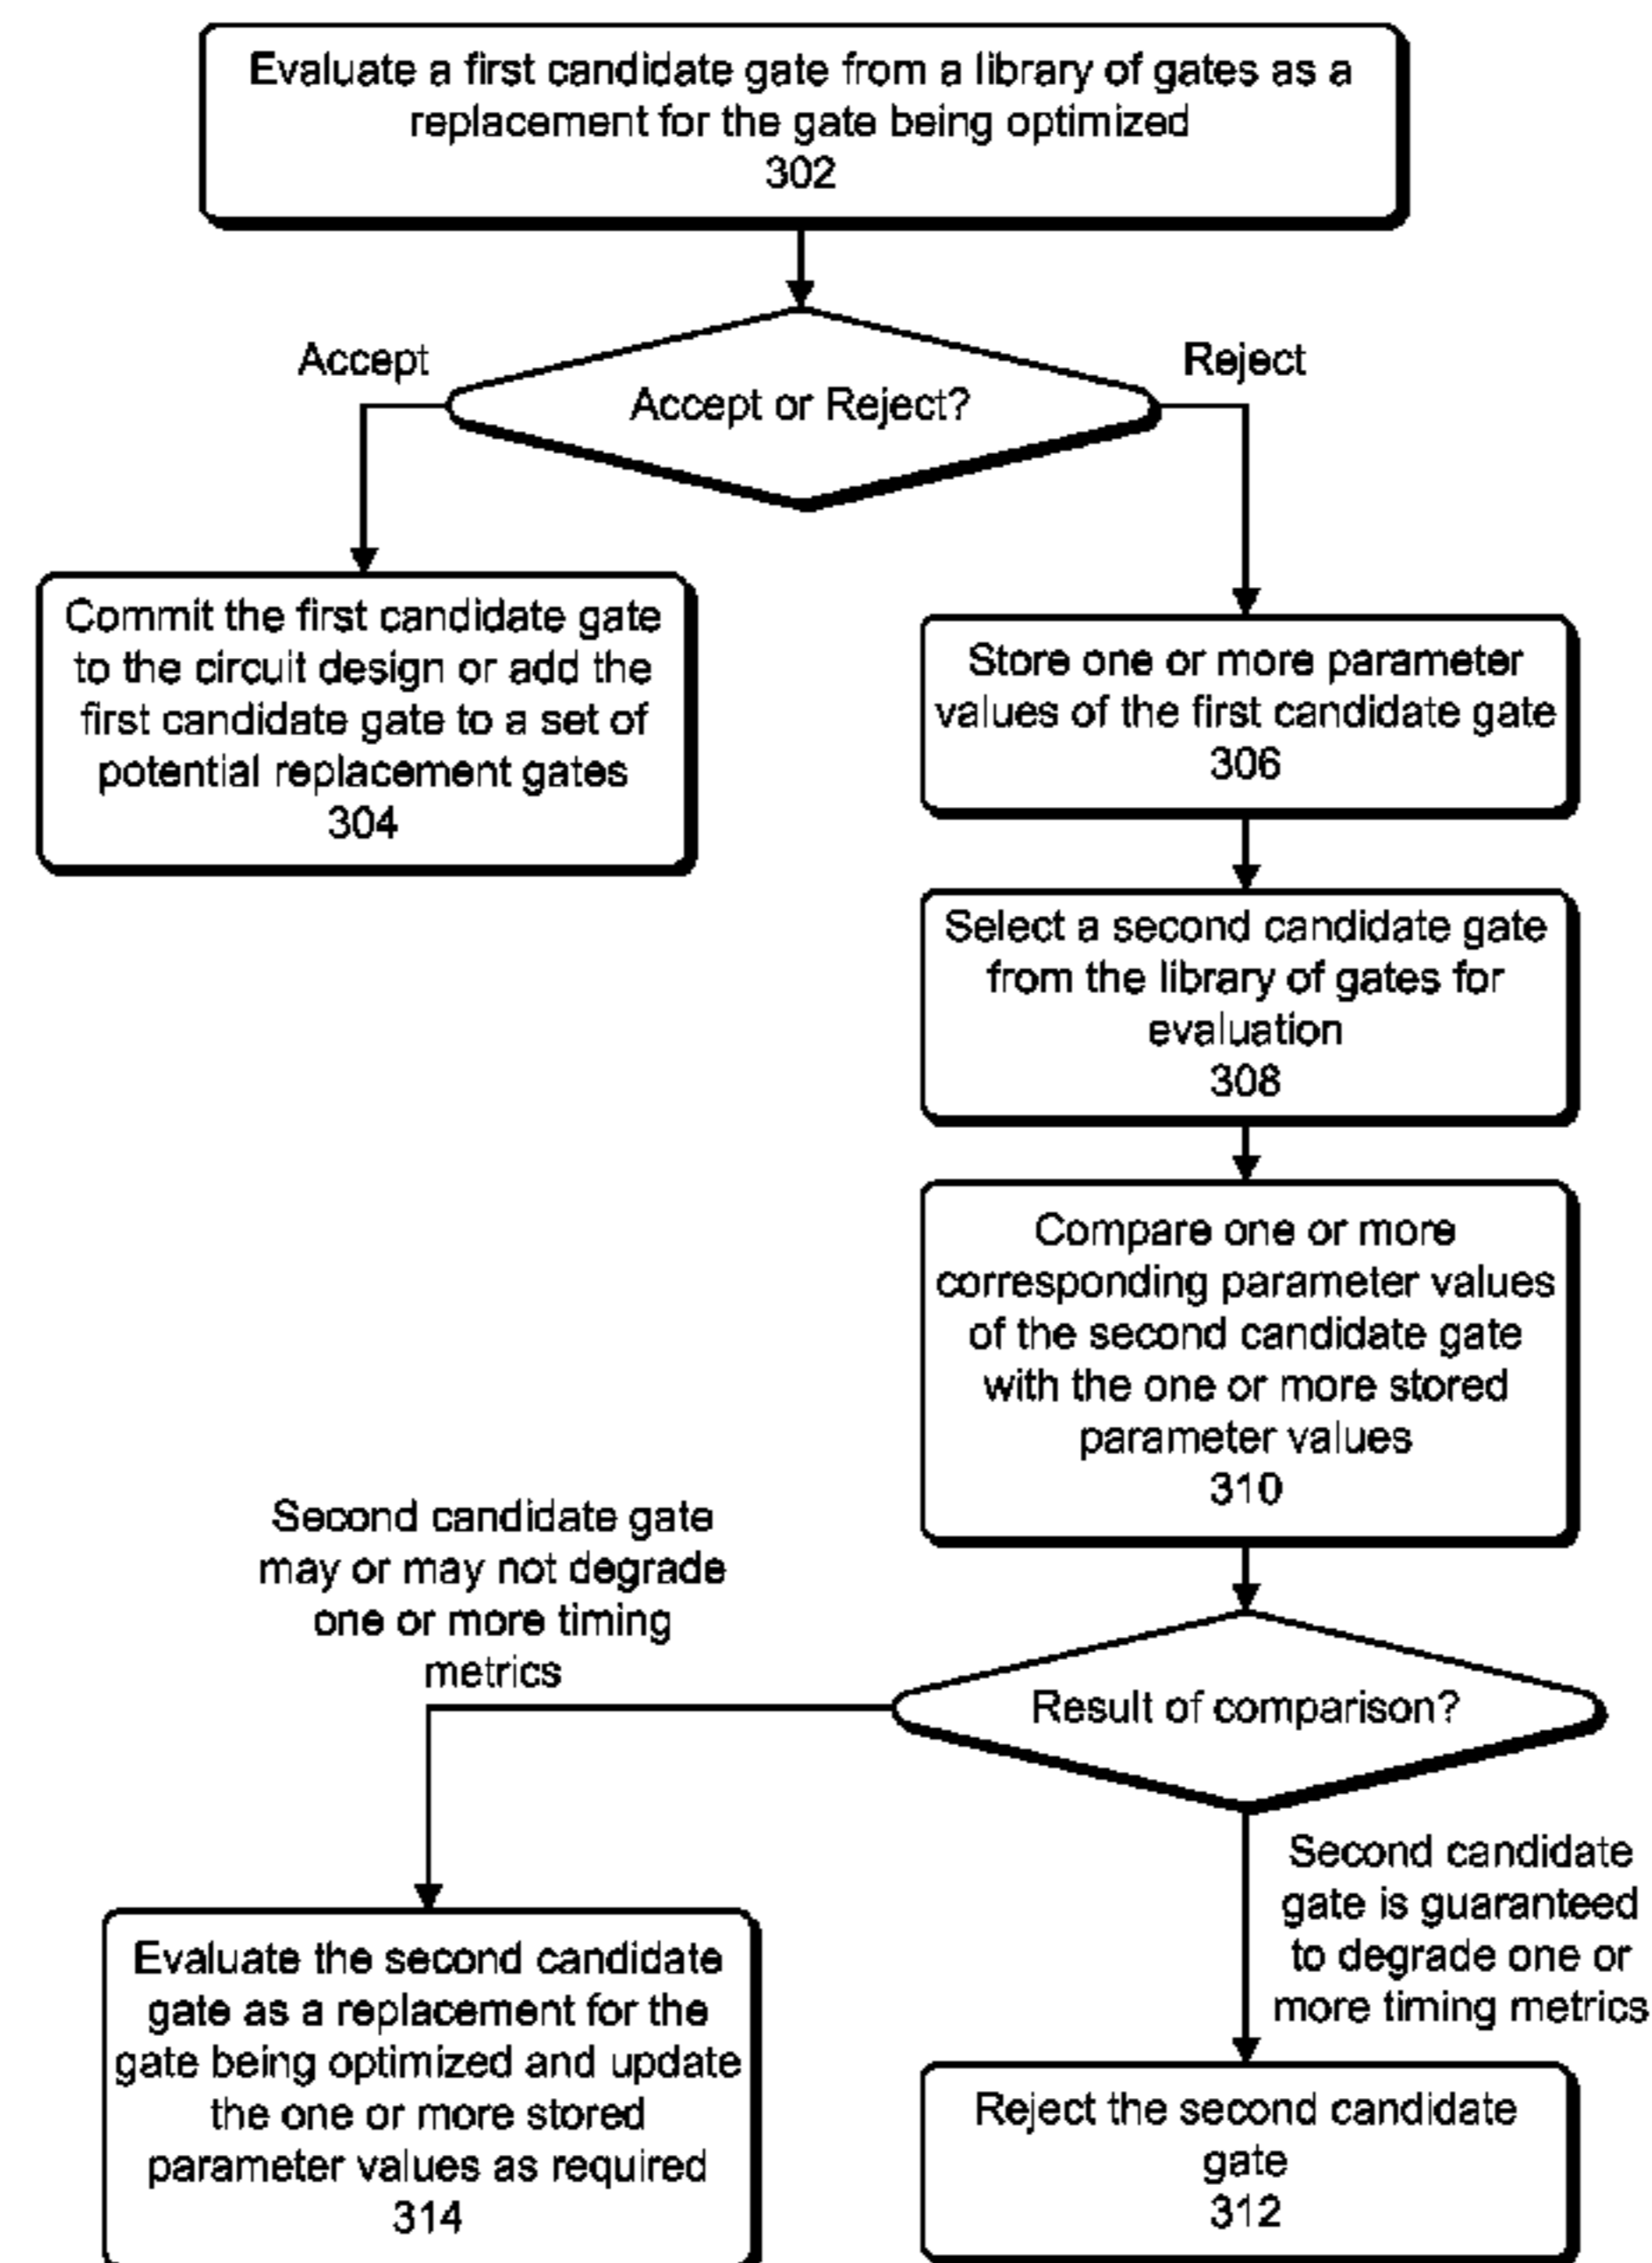 Evaluate a first candidate gate from a library of gates as a
replacement for the gate being optimized
302
Accept
Accept or Reject?
Reject
Commit the first candidate gate
to the circuit design or add the
first candidate gate to a set of
potential replacement gates
304
Store one or more parameter
values of the first candidate gate
306
Select a second candidate gate
from the library of gates for
evaluation
308
Compare one or more
corresponding parameter values
of the second candidate gate
with the one or more stored
parameter values
310
Second candidate gate
may or may not degrade
one or more timing
metrics
Result of comparison?
Second candidate
gate is guaranteed
to degrade one or
more timing metrics
Evaluate the second candidate
gate as a replacement for the
gate being optimized and update
the one or more stored
parameter values as required
314
Reject the second candidate
gate
312